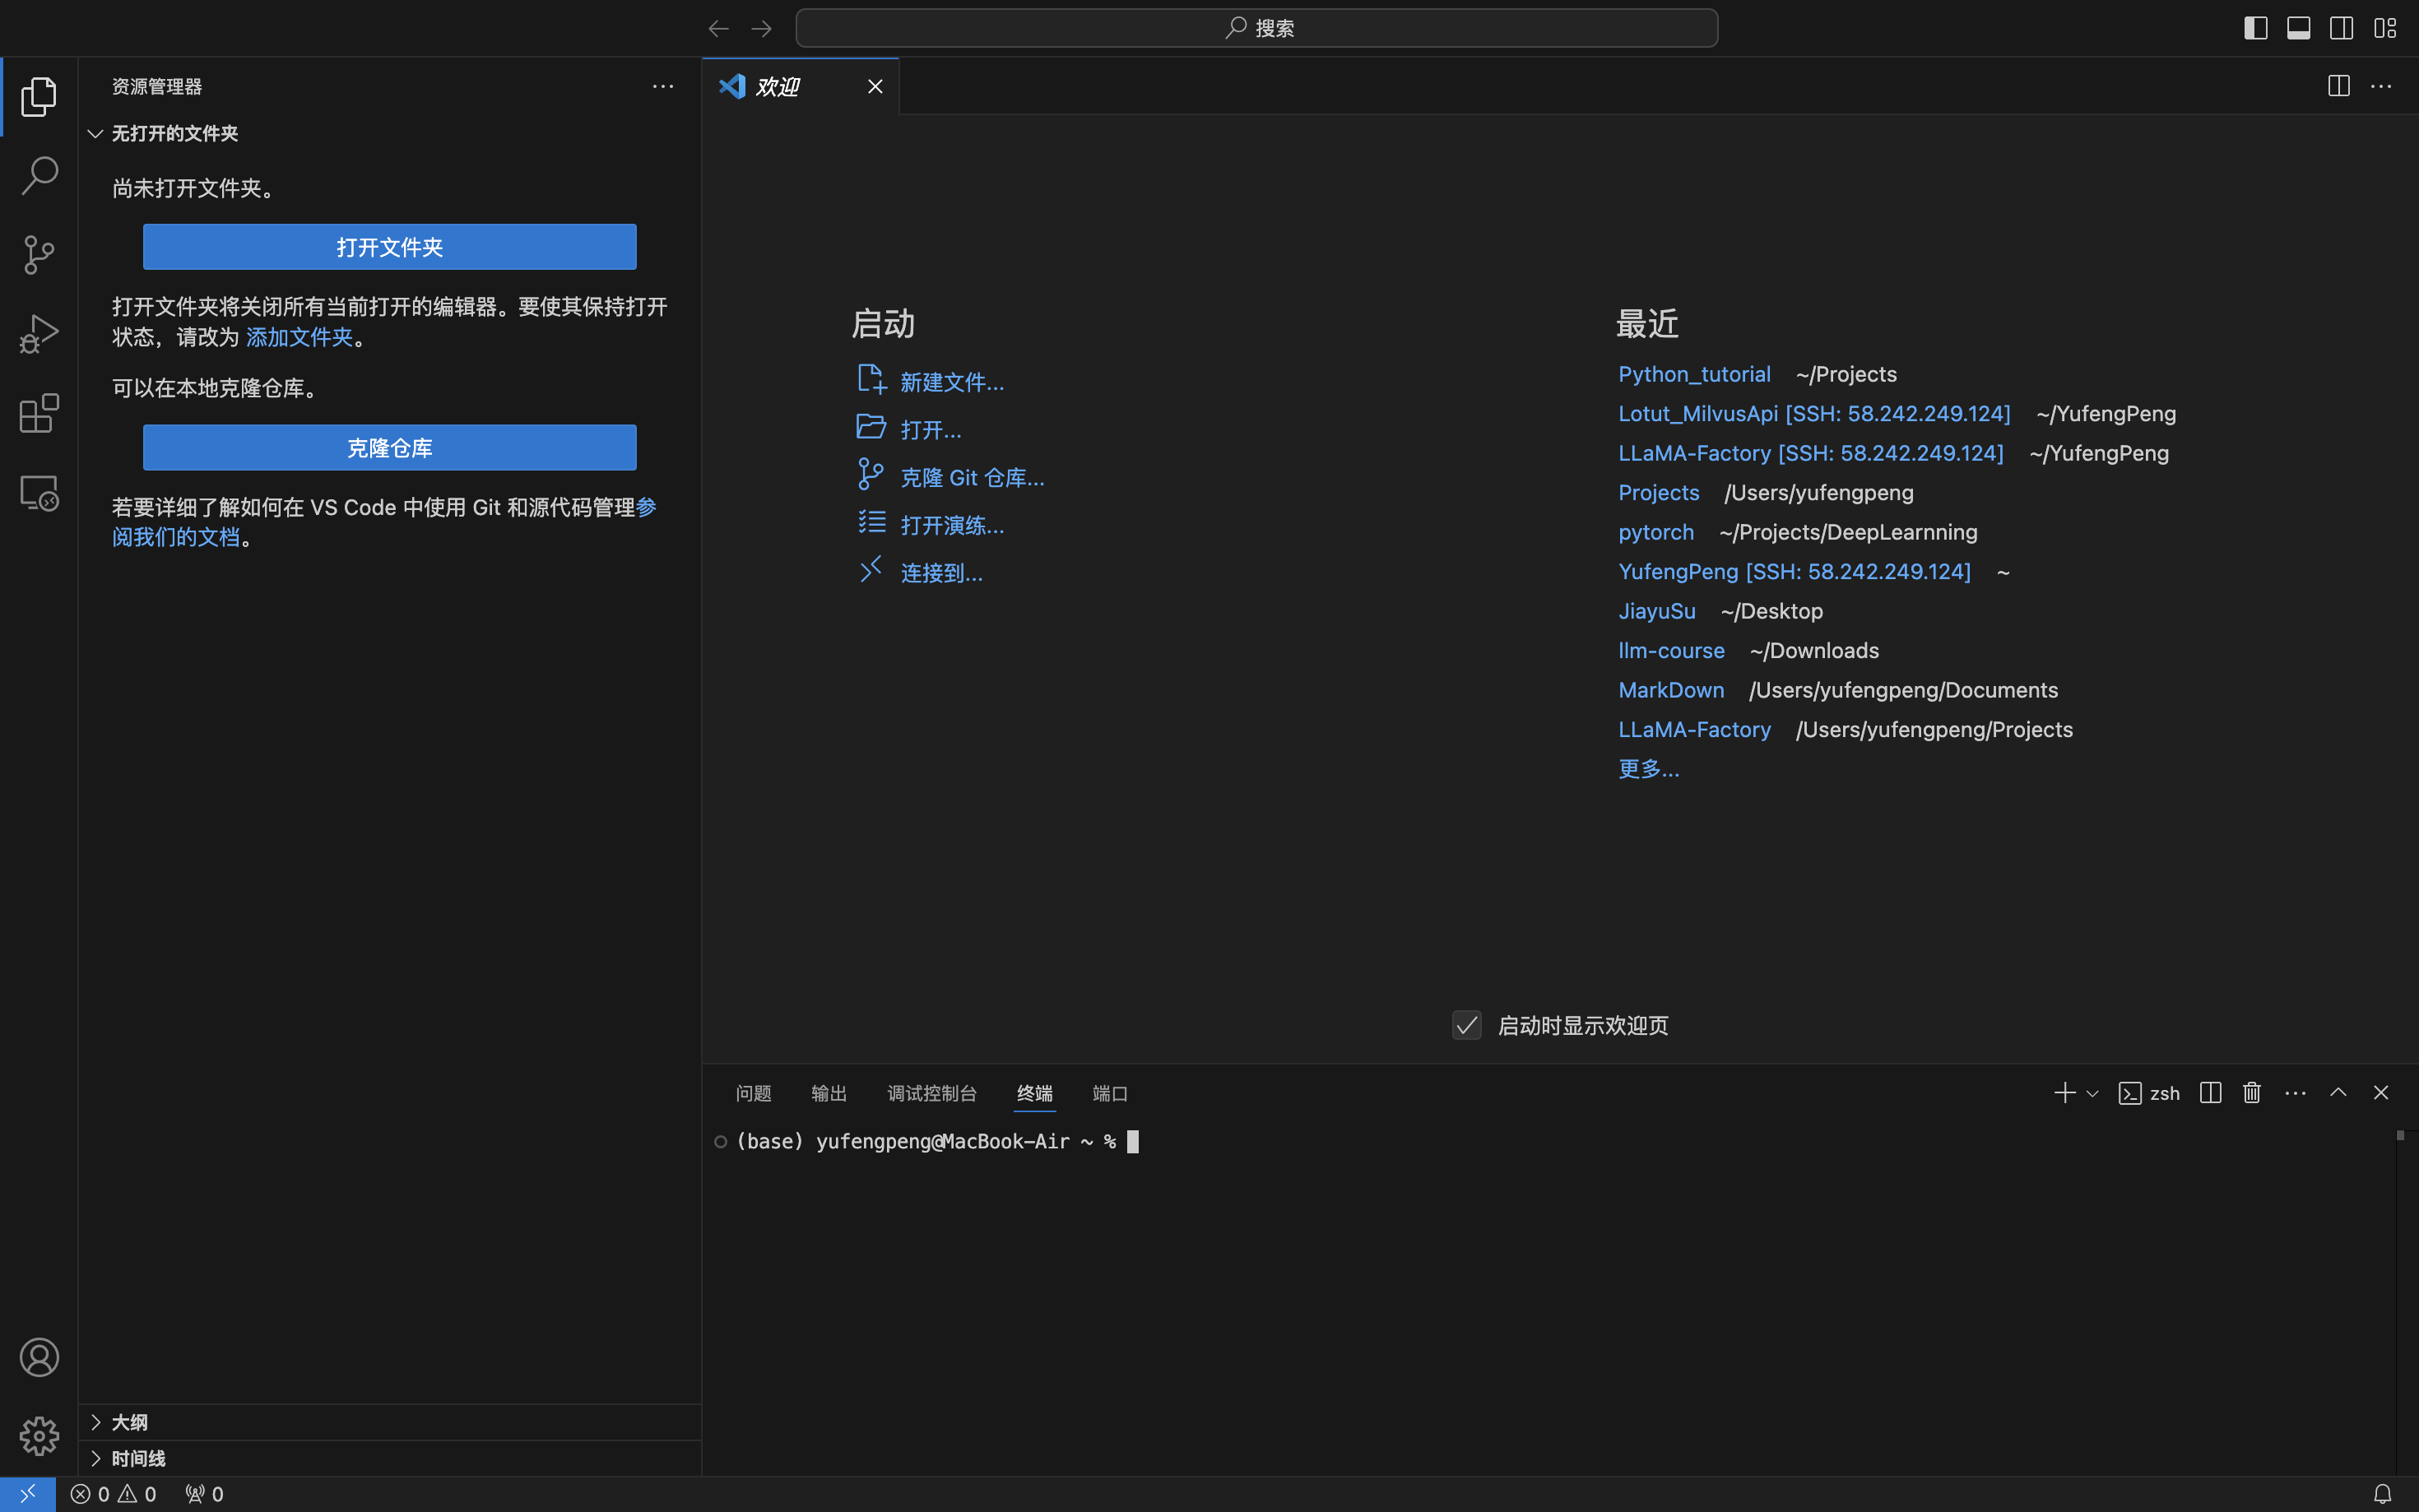 搜索
资源管理器
无打开的文件夹
尚未打开文件夹。
打开文件夹
打开文件夹将关闭所有当前打开的编辑器。要使其保持打开
状态，请改为 添加文件夹。
可以在本地克隆仓库。
克隆仓库
若要详细了解如何在 VS Code 中使用 Git 和源代码管理参
阅我们的文档。
大纲
时间线
欢迎
启动
新建文件...
打开...
克隆 Git 仓库...
打开演练...
连接到...
最近
Python_tutorial ~/Projects
Lotut_MilvusApi [SSH: 58.242.249.124] ~/YufengPeng
LLaMA-Factory [SSH: 58.242.249.124] ~/YufengPeng
Projects /Users/yufengpeng
pytorch ~/Projects/DeepLearnning
YufengPeng [SSH: 58.242.249.124] ~
JiayuSu ~/Desktop
llm-course ~/Downloads
MarkDown /Users/yufengpeng/Documents
LLaMA-Factory /Users/yufengpeng/Projects
更多...
启动时显示欢迎页
问题 输出 调试控制台 终端 端口
zsh
(base) yufengpeng@MacBook-Air ~ %
0 0 0